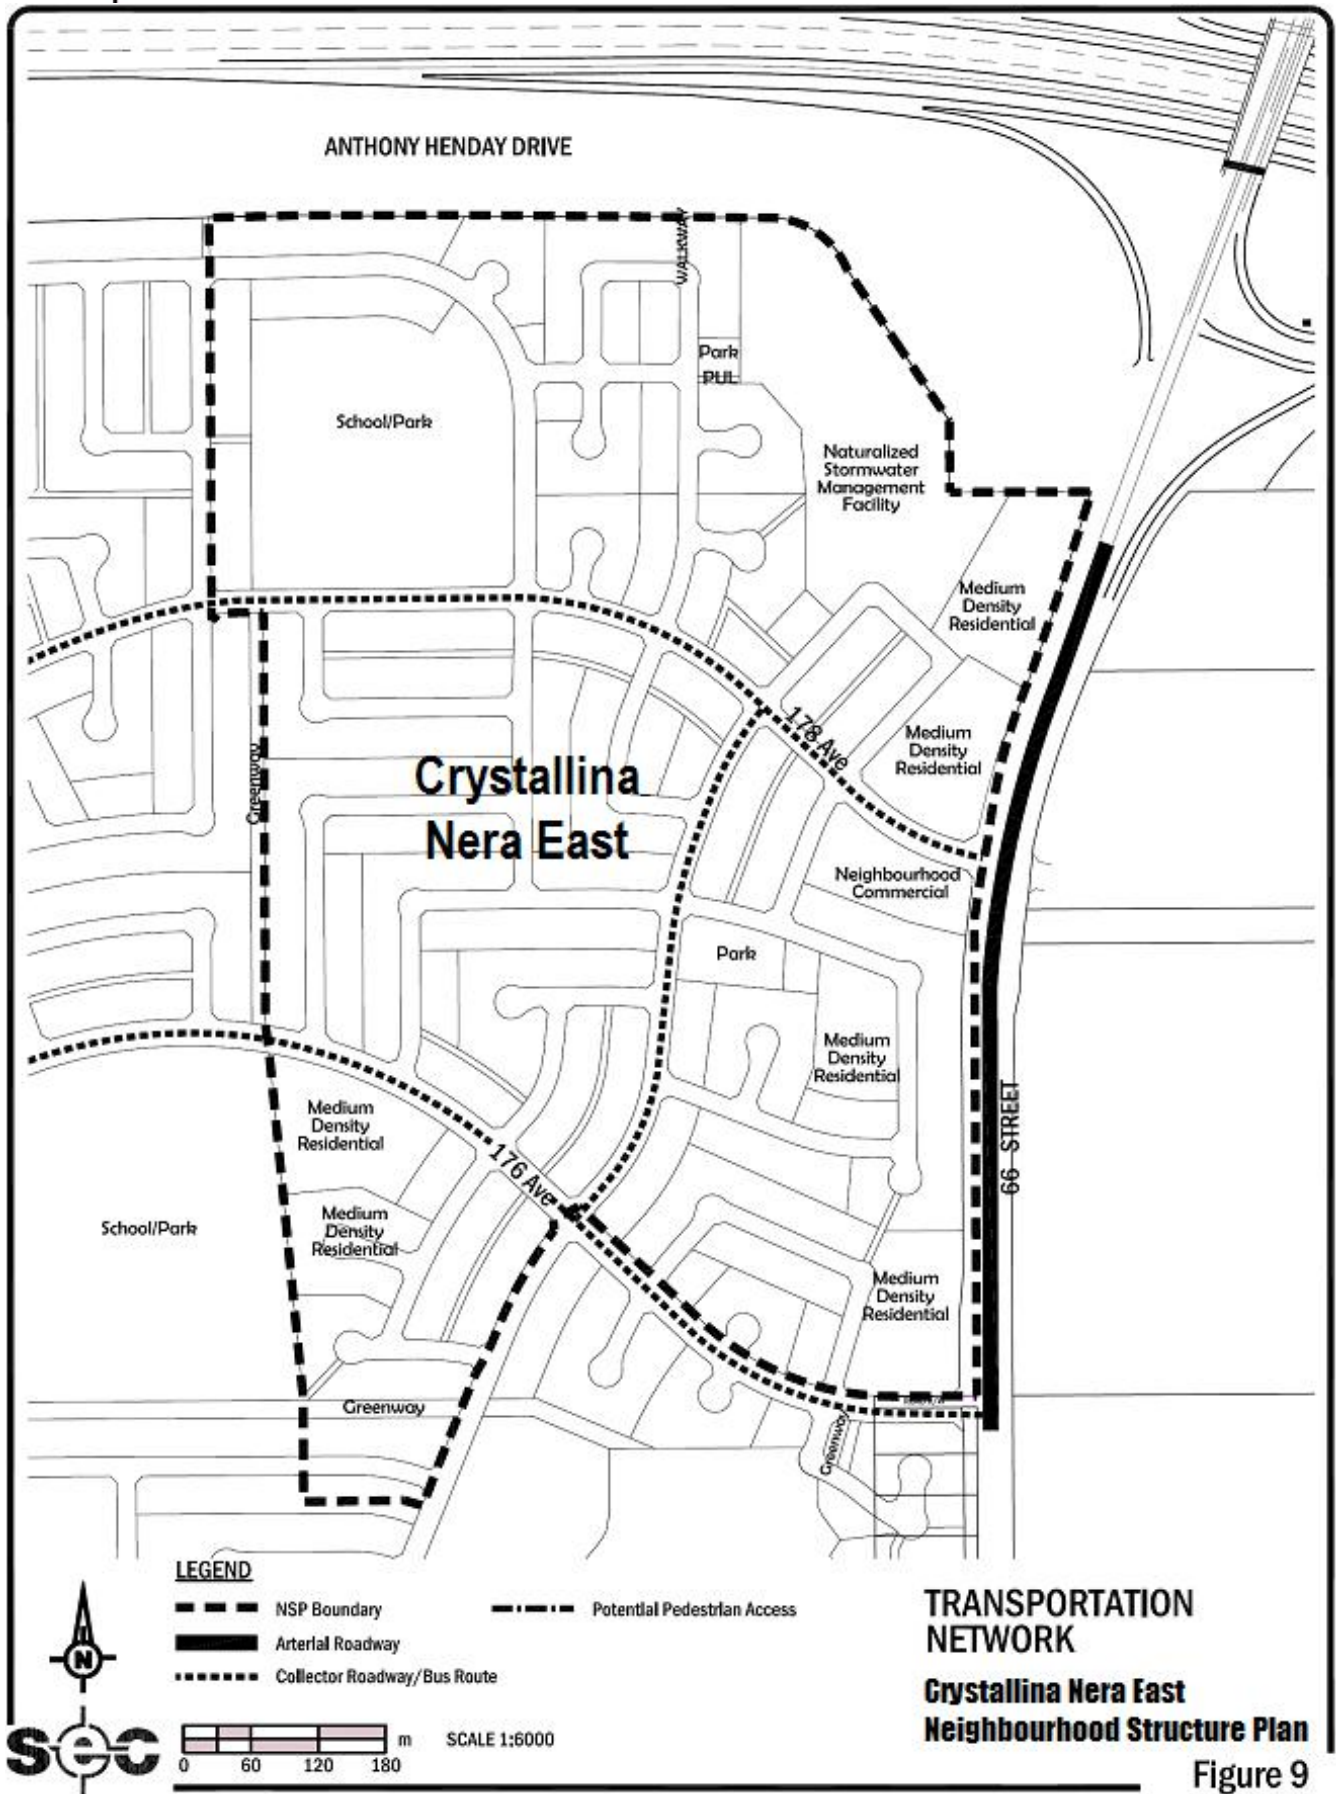 ANTHONY HENDAY DRIVE
WALKWAY
Park
PUL
School/Park
Naturalized
Stormwater
Management
Facility
Medium
Density
Residential
178 Ave
Medium
Density
Residential
Greenway
Crystallina
Nera East
Neighbourhood
Commercial
Park
Medium
Density
Residential
66 STREET
Medium
Density
Residential
176 Ave
School/Park
Medium
Density
Residential
Medium
Density
Residential
Greenway
Greenway
LEGEND
NSP Boundary
Potential Pedestrian Access
Arterial Roadway
Collector Roadway/Bus Route
N
TRANSPORTATION
NETWORK
Crystallina Nera East
Neighbourhood Structure Plan
sec
m
SCALE 1:6000
0 60 120 180
Figure 9